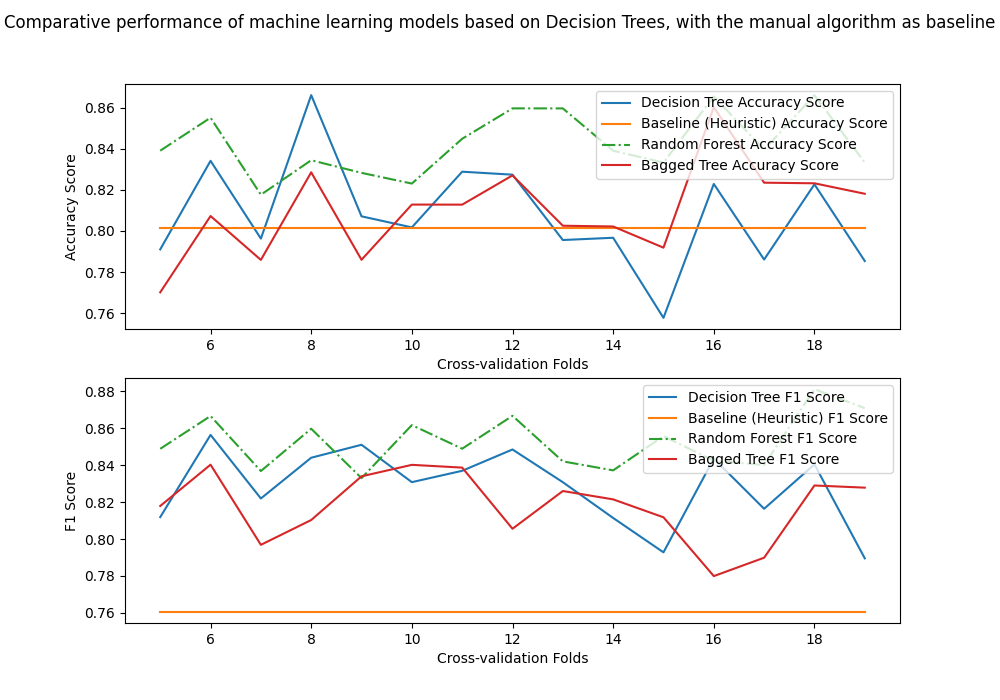 Comparative performance of machine learning models based on Decision Trees, with the manual algorithm as baseline
Decision Tree Accuracy Score
Baseline (Heuristic) Accuracy Score
Random Forest Accuracy Score
Bagged Tree Accuracy Score
Accuracy Score
0.86
0.84
0.82
0.80
0.78
0.76
6 8 10 12 14 16 18
Cross-validation Folds
Decision Tree F1 Score
Baseline (Heuristic) F1 Score
Random Forest F1 Score
Bagged Tree F1 Score
F1 Score
0.88
0.86
0.84
0.82
0.80
0.78
0.76
6 8 10 12 14 16 18
Cross-validation Folds